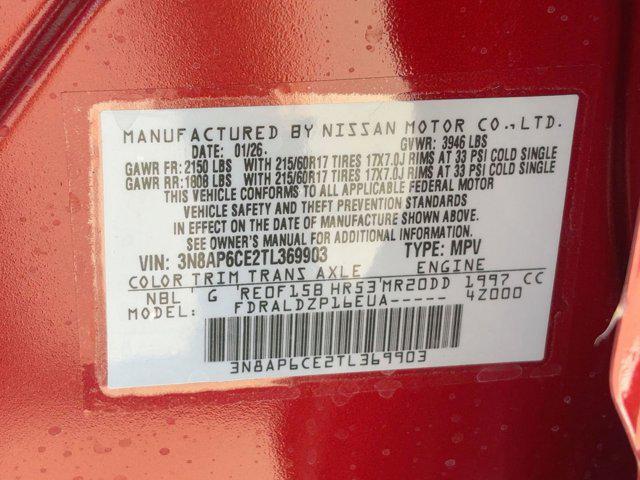 MANUFACTURED BY NISSAN MOTOR CO., LTD.
DATE: 01/26. GVWR: 3946 LBS
GAWR FR: 2150 LBS WITH 215/60R17 TIRES 17X7.0J RIMS AT 33 PSI COLD SINGLE
GAWR RR: 1808 LBS WITH 215/60R17 TIRES 17X7.0J RIMS AT 33 PSI COLD SINGLE
THIS VEHICLE CONFORMS TO ALL APPLICABLE FEDERAL MOTOR
VEHICLE SAFETY AND THEFT PREVENTION STANDARDS
IN EFFECT ON THE DATE OF MANUFACTURE SHOWN ABOVE.
SEE OWNER'S MANUAL FOR ADDITIONAL INFORMATION.
VIN: 3N8AP6CE2TL369903 TYPE: MPV
COLOR TRIM TRANS AXLE ENGINE
NBL G RE0F15B HR53 MR20DD 1997 CC
FDRALDZP16EUA----- 4Z000
3N8AP6CE2TL369903